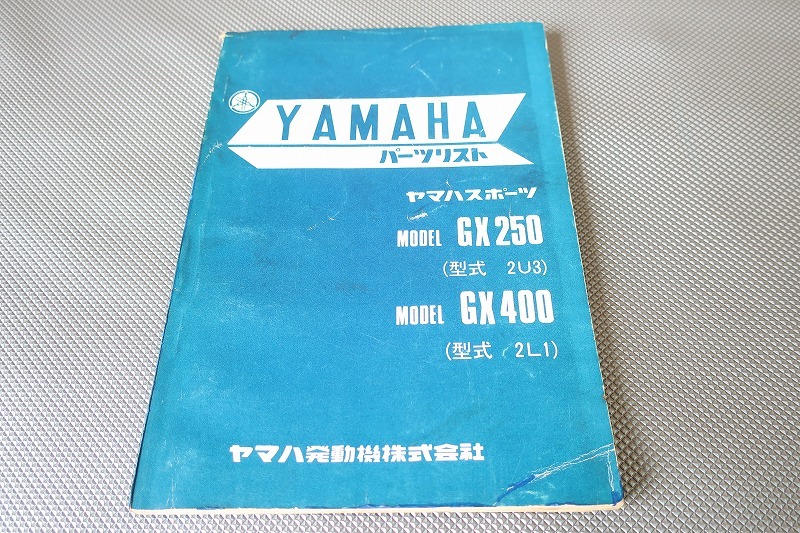 YAMAHA
パーツリスト
ヤマハスポーツ
MODEL GX250
(型式 2U3)
MODEL GX400
(型式 2L1)
ヤマハ発動機株式会社